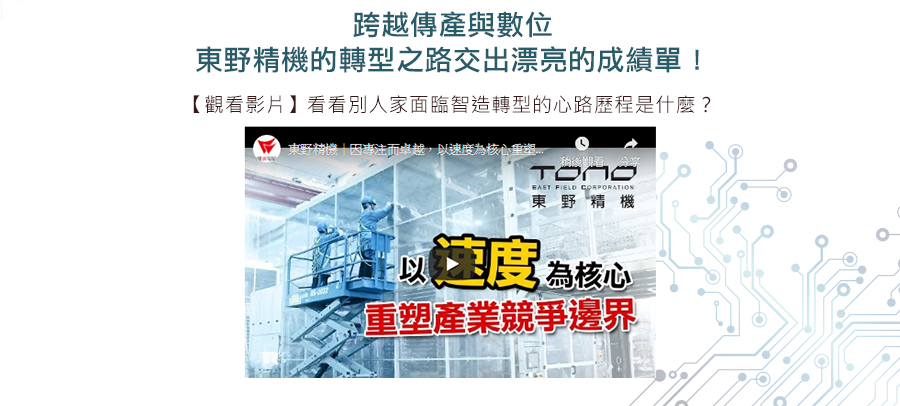 跨越傳產與數位
東野精機的轉型之路交出漂亮的成績單！
【觀看影片】看看別人家面臨智造轉型的心路歷程是什麼？
東野精機｜因專注而卓越，以速度為核心重塑...
稍後觀看 分享
TONO
EAST FIELD CORPORATION
東野精機
以速度為核心
重塑產業競爭邊界